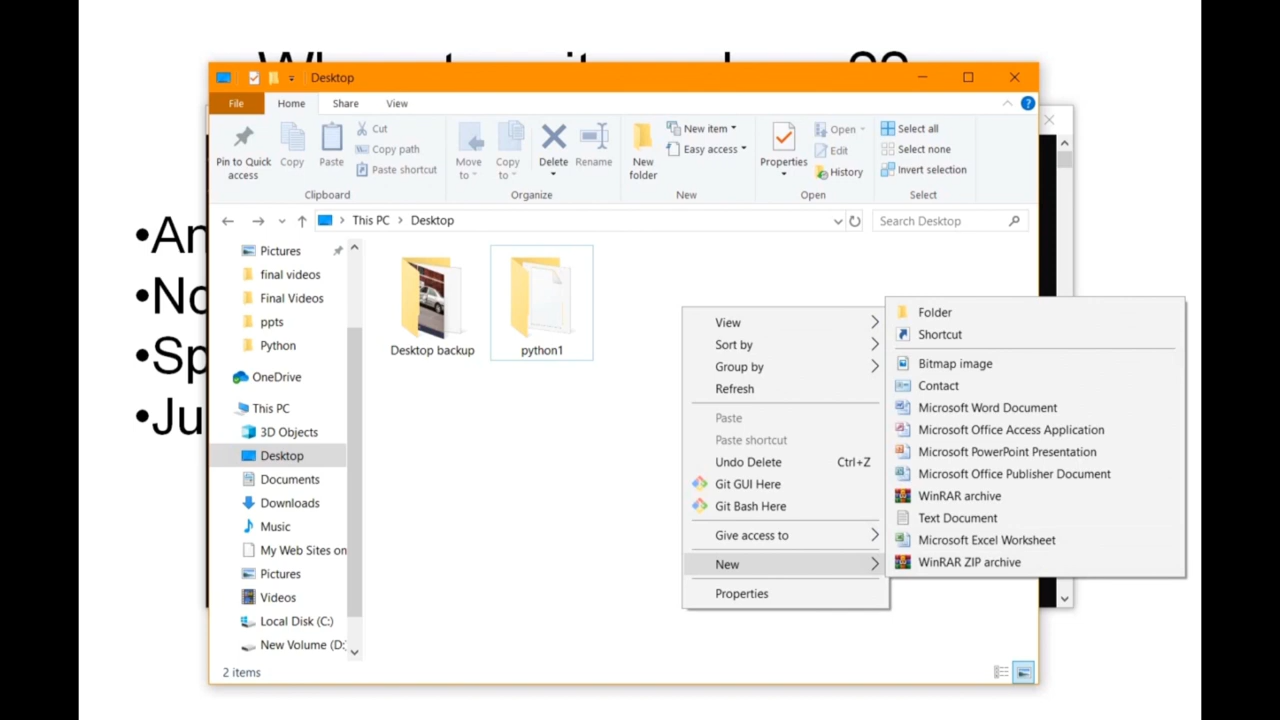 Desktop
File Home Share View
Pin to Quick access
Copy
Paste
Cut
Copy path
Paste shortcut
Clipboard
Move to
Copy to
Delete
Rename
Organize
New folder
New item
Easy access
New
Properties
Open
Edit
History
Open
Select all
Select none
Invert selection
Select
This PC > Desktop
Search Desktop
Pictures
final videos
Final Videos
ppts
Python
OneDrive
This PC
3D Objects
Desktop
Documents
Downloads
Music
My Web Sites on
Pictures
Videos
Local Disk (C:)
New Volume (D:
Desktop backup
python1
View
Sort by
Group by
Refresh
Paste
Paste shortcut
Undo Delete Ctrl+Z
Git GUI Here
Git Bash Here
Give access to
New
Properties
Folder
Shortcut
Bitmap image
Contact
Microsoft Word Document
Microsoft Office Access Application
Microsoft PowerPoint Presentation
Microsoft Office Publisher Document
WinRAR archive
Text Document
Microsoft Excel Worksheet
WinRAR ZIP archive
2 items
•An
•No
•Sp
•Ju